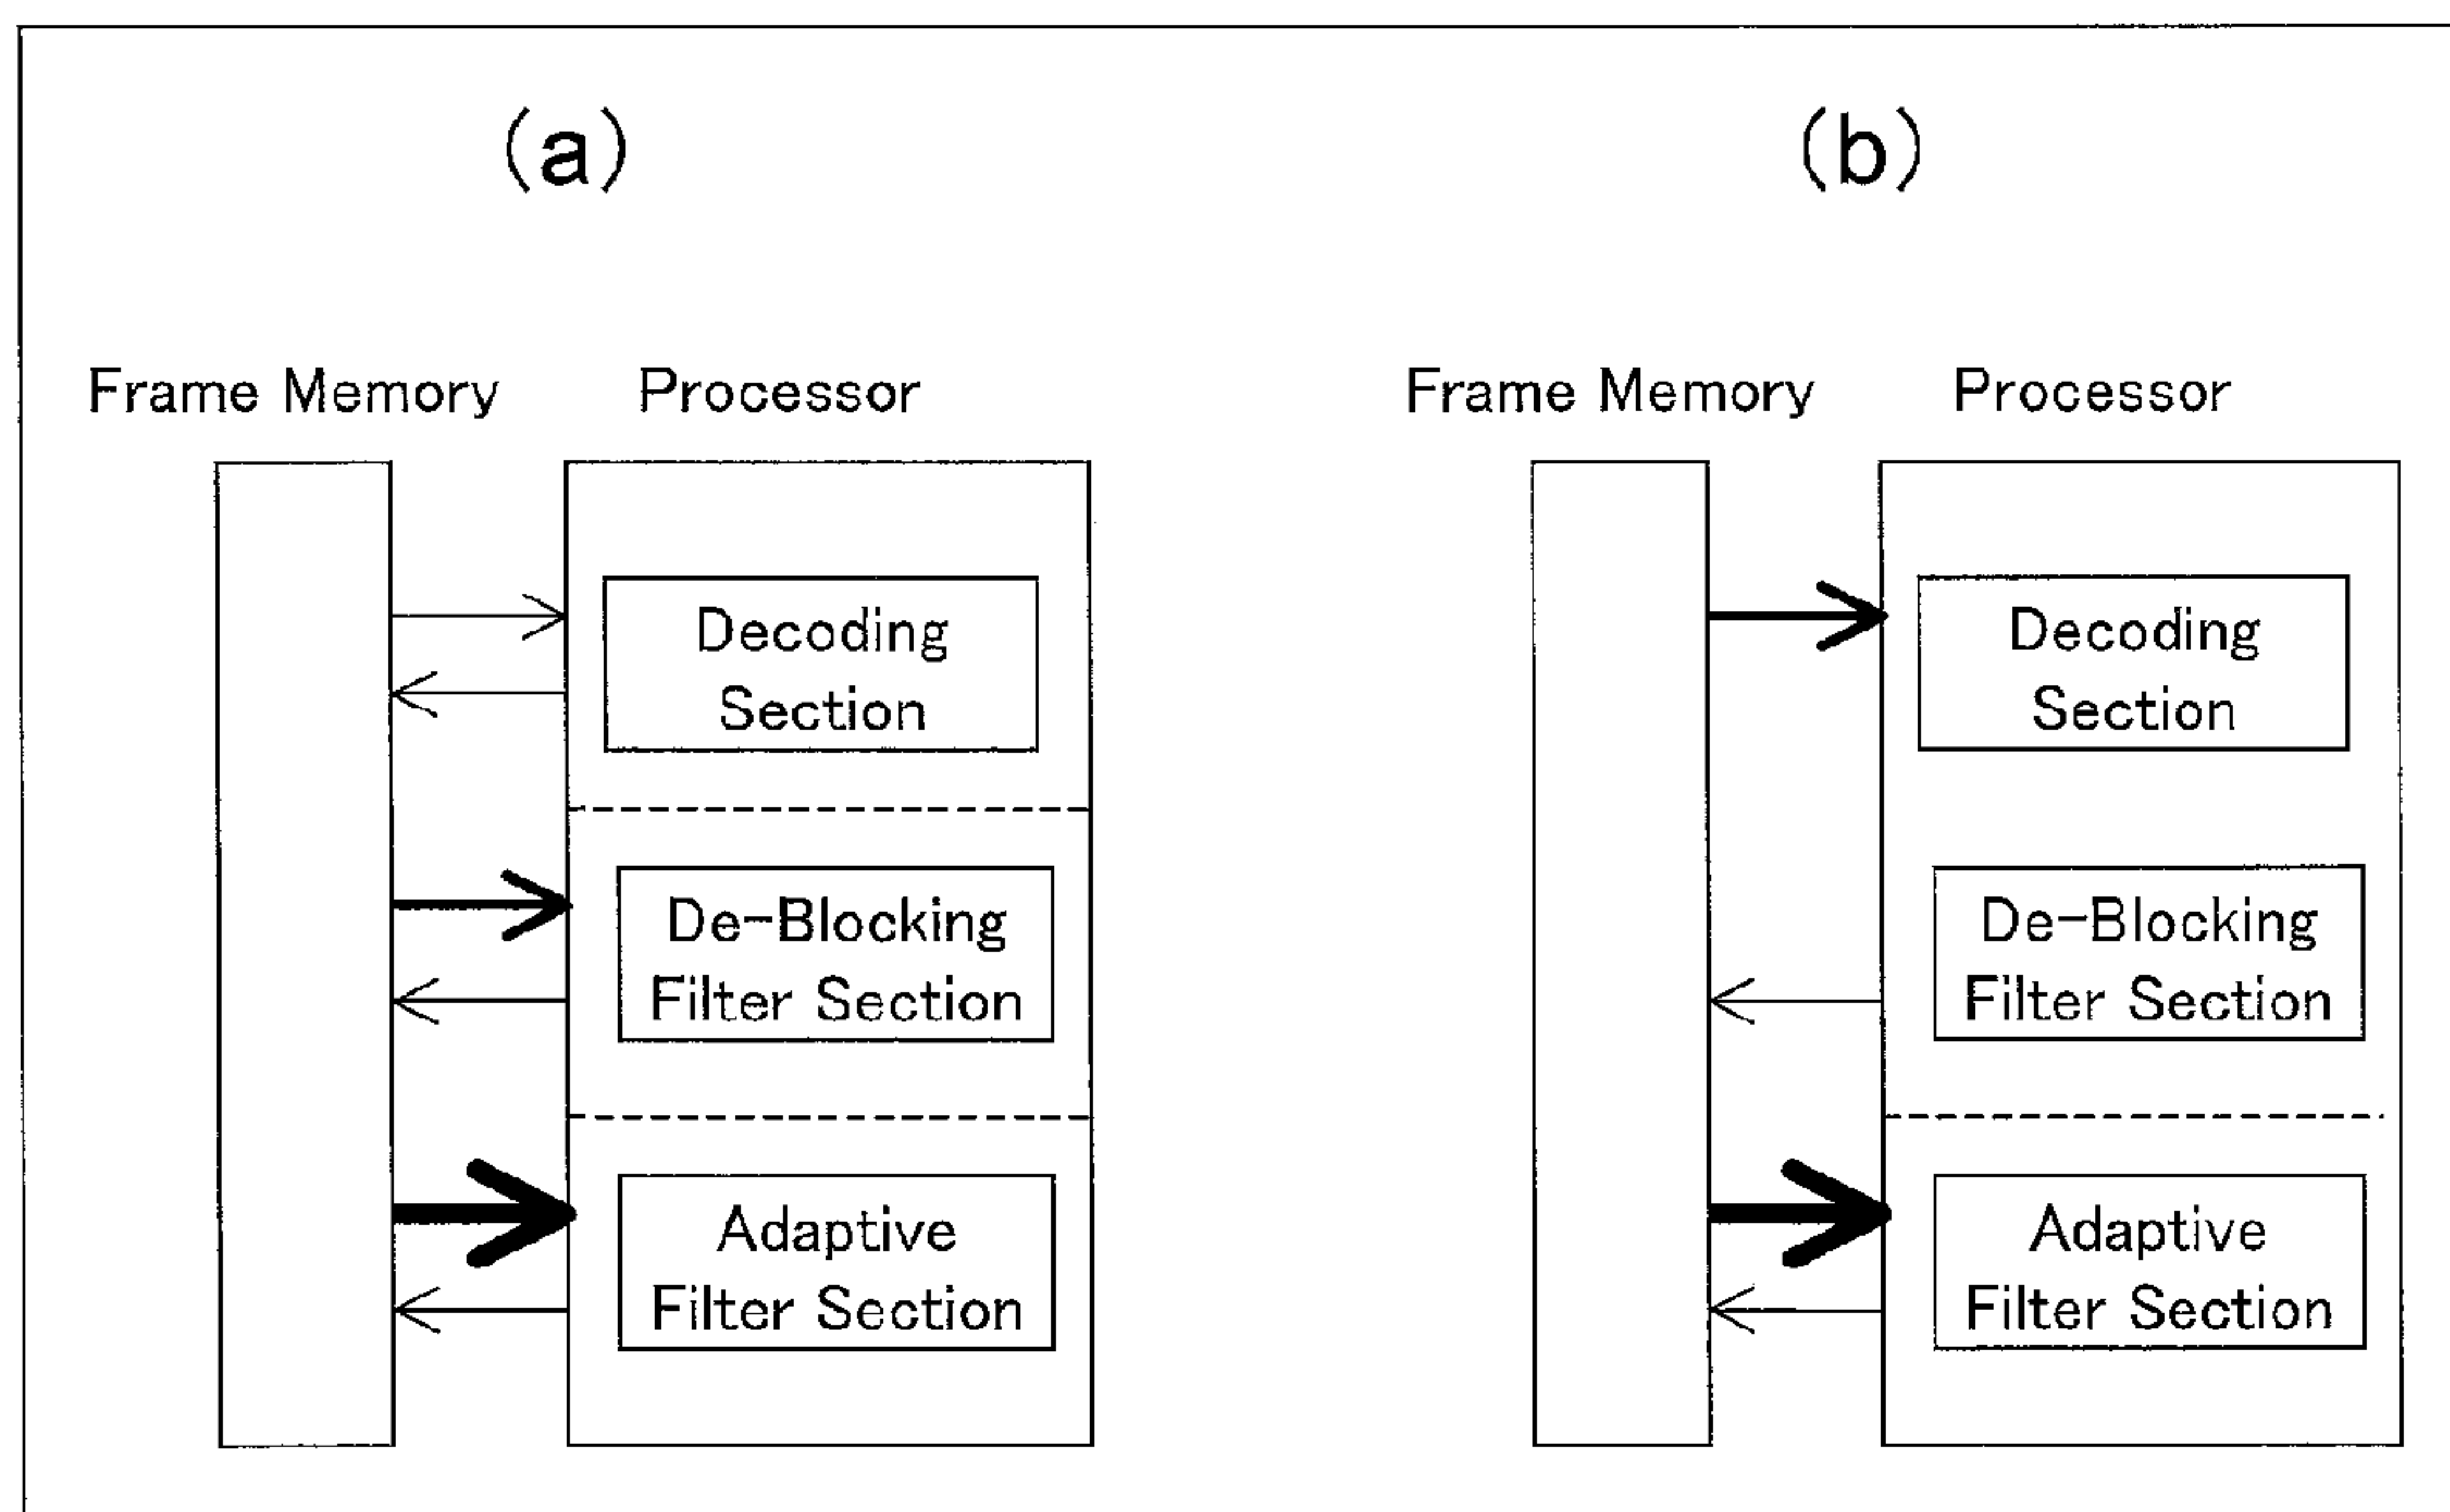 (a)
Frame Memory
Processor
Decoding
Section
De-Blocking
Filter Section
Adaptive
Filter Section
(b)
Frame Memory
Processor
Decoding
Section
De-Blocking
Filter Section
Adaptive
Filter Section